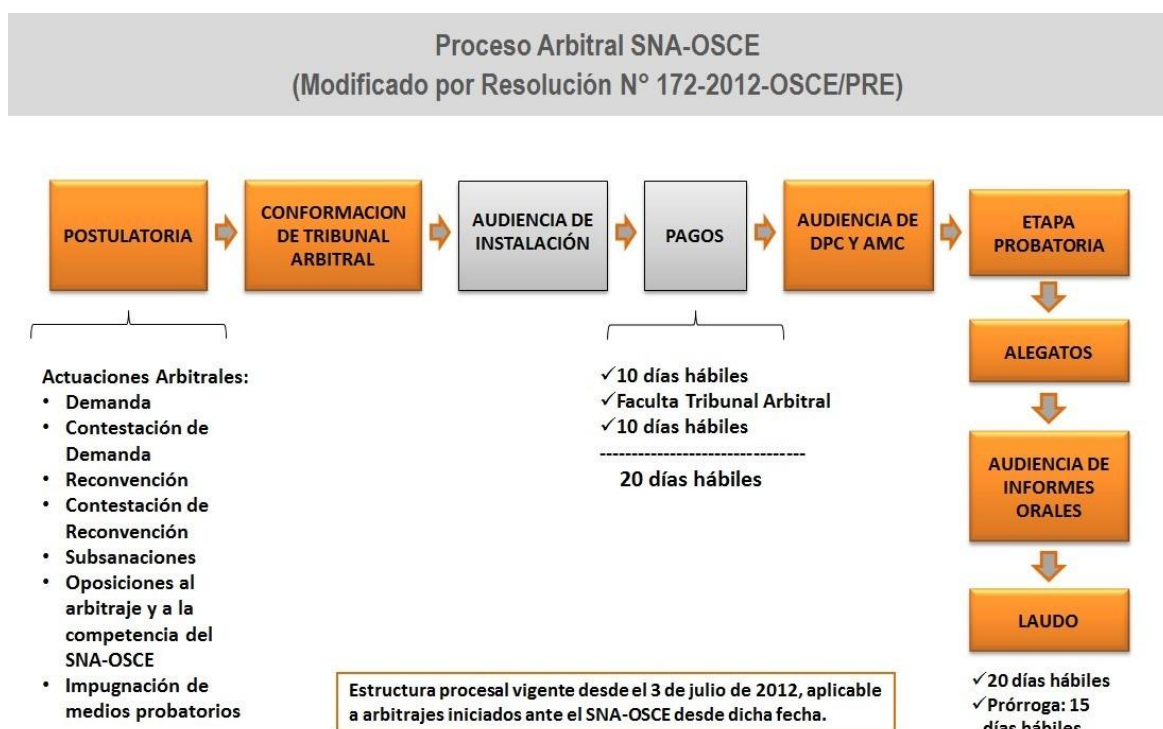 Proceso Arbitral SNA-OSCE
(Modificado por Resolución N° 172-2012-OSCE/PRE)
POSTULATORIA
CONFORMACION
DE TRIBUNAL
ARBITRAL
AUDIENCIA DE
INSTALACIÓN
PAGOS
AUDIENCIA DE
DPC Y AMC
ETAPA
PROBATORIA
ALEGATOS
AUDIENCIA DE
INFORMES
ORALES
LAUDO
Actuaciones Arbitrales:
• Demanda
• Contestación de
Demanda
• Reconvención
• Contestación de
Reconvención
• Subsanaciones
• Oposiciones al
arbitraje y a la
competencia del
SNA-OSCE
• Impugnación de
medios probatorios
✓10 días hábiles
✓Faculta Tribunal Arbitral
✓10 días hábiles
--------------------------------
20 días hábiles
Estructura procesal vigente desde el 3 de julio de 2012, aplicable
a arbitrajes iniciados ante el SNA-OSCE desde dicha fecha.
✓20 días hábiles
✓Prórroga: 15
días hábiles